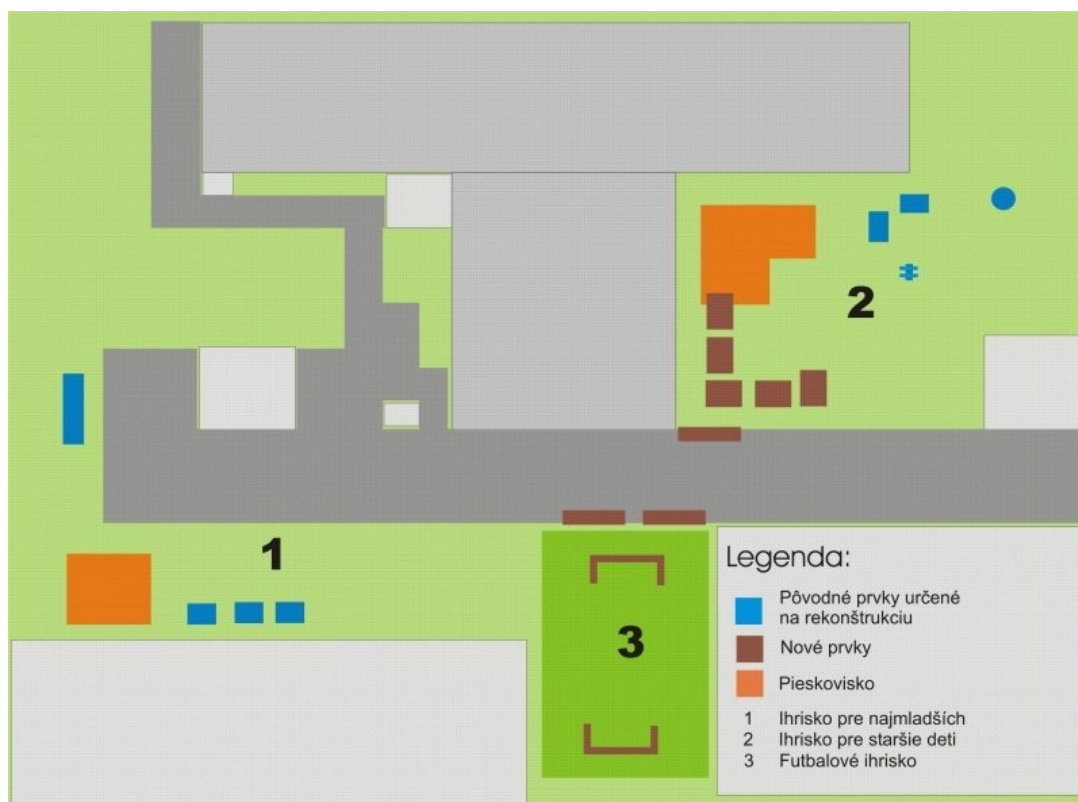 2
1
3
Legenda:
Pôvodné prvky určené
na rekonštrukciu
Nové prvky
Pieskovisko
1 Ihrisko pre najmladších
2 Ihrisko pre staršie deti
3 Futbalové ihrisko